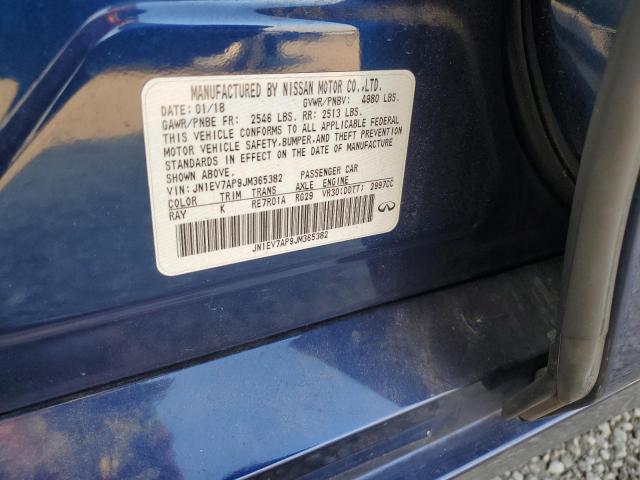 MANUFACTURED BY NISSAN MOTOR CO.,LTD.
DATE: 01/18 GVWR/PNBV: 4980 LBS.
GAWR/PNBE FR: 2546 LBS. RR: 2513 LBS.
THIS VEHICLE CONFORMS TO ALL APPLICABLE FEDERAL
MOTOR VEHICLE SAFETY,BUMPER,AND THEFT PREVENTION
STANDARDS IN EFFECT ON THE DATE OF MANUFACTURE
SHOWN ABOVE.
VIN: JN1EV7AP9JM365382 PASSENGER CAR
COLOR TRIM TRANS AXLE ENGINE
RAY K RE7R01A RG29 VR30(DDTT) 2997CC
JN1EV7AP9JM365382